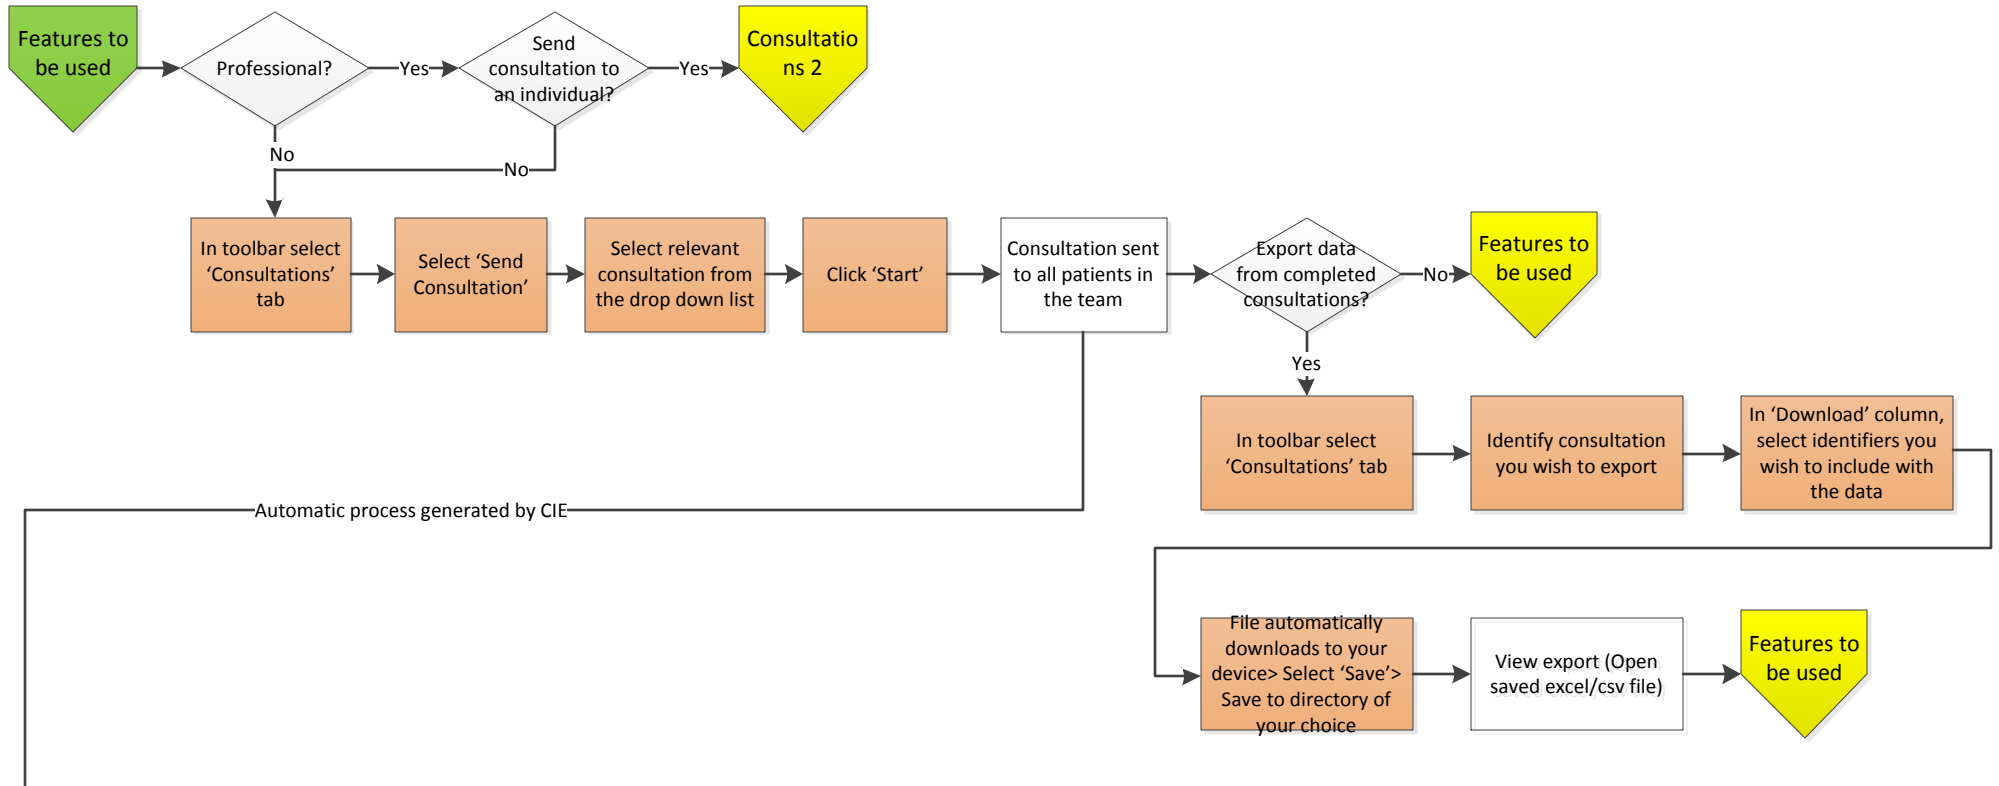 Features to
be used
Professional?
Yes
Send
consultation to
an individual?
Yes
Consultatio
ns 2
No
No
In toolbar select
‘Consultations’
tab
Select ‘Send
Consultation’
Select relevant
consultation from
the drop down list
Click ‘Start’
Consultation sent
to all patients in
the team
Export data
from completed
consultations?
No
Features to
be used
Yes
In toolbar select
‘Consultations’ tab
Identify consultation
you wish to export
In ‘Download’ column,
select identifiers you
wish to include with
the data
Automatic process generated by CIE
File automatically
downloads to your
device> Select ‘Save’>
Save to directory of
your choice
View export (Open
saved excel/csv file)
Features to
be used